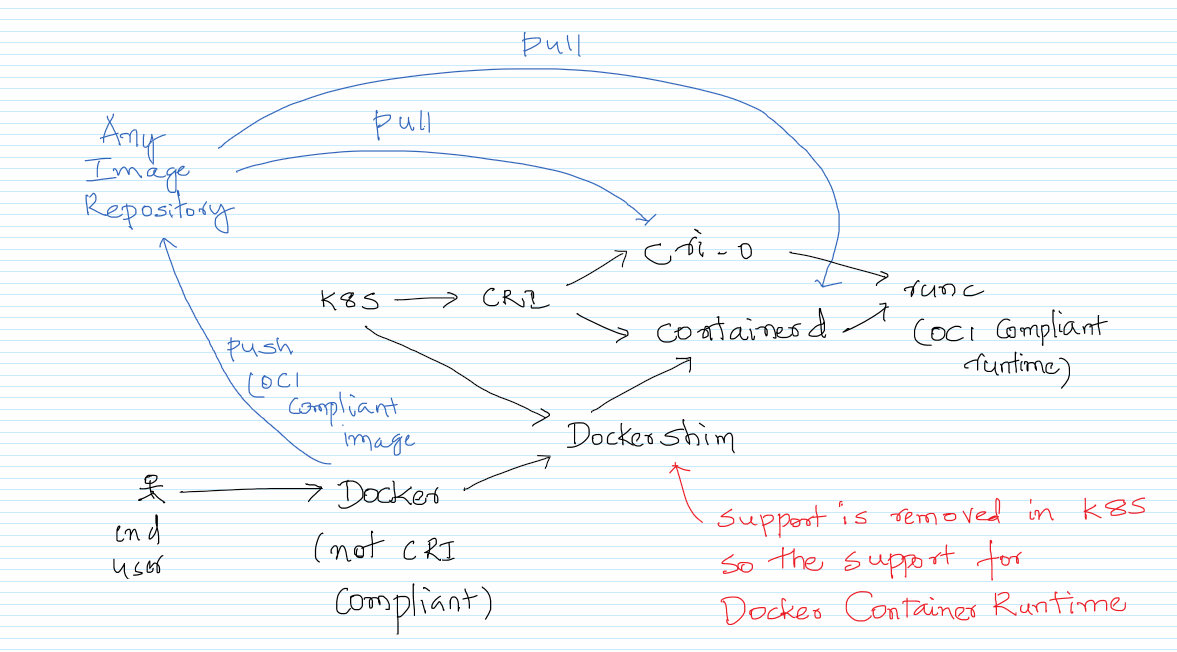 pull
pull
Any
Image
Repository
Cri-o
K8S
CRI
runc
containerd
(OCI Compliant
runtime)
push
(OCI
Compliant
image
Dockershim
Docker
end
user
(not CRI
Compliant)
support is removed in K8S
so the support for
Docker Container Runtime